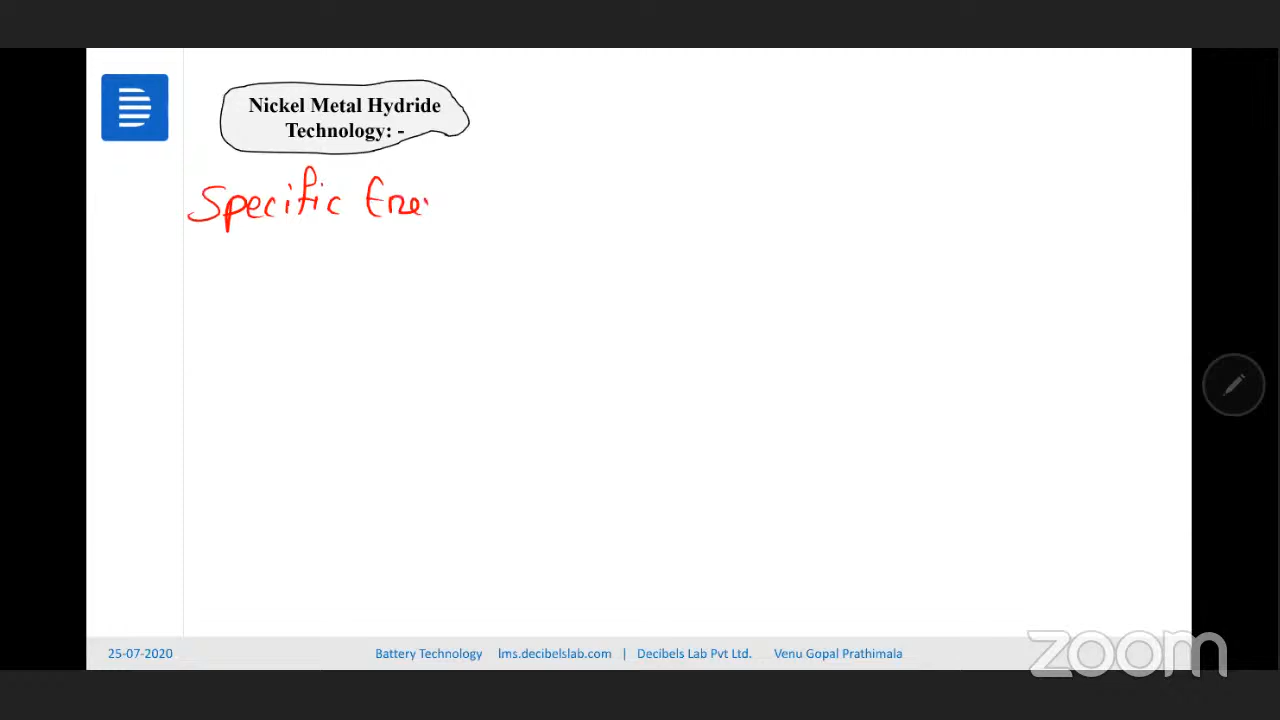 Nickel Metal Hydride
Technology: -
Specific Ene
25-07-2020
Battery Technology lms.decibelslab.com | Decibels Lab Pvt Ltd. Venu Gopal Prathimala
zoom